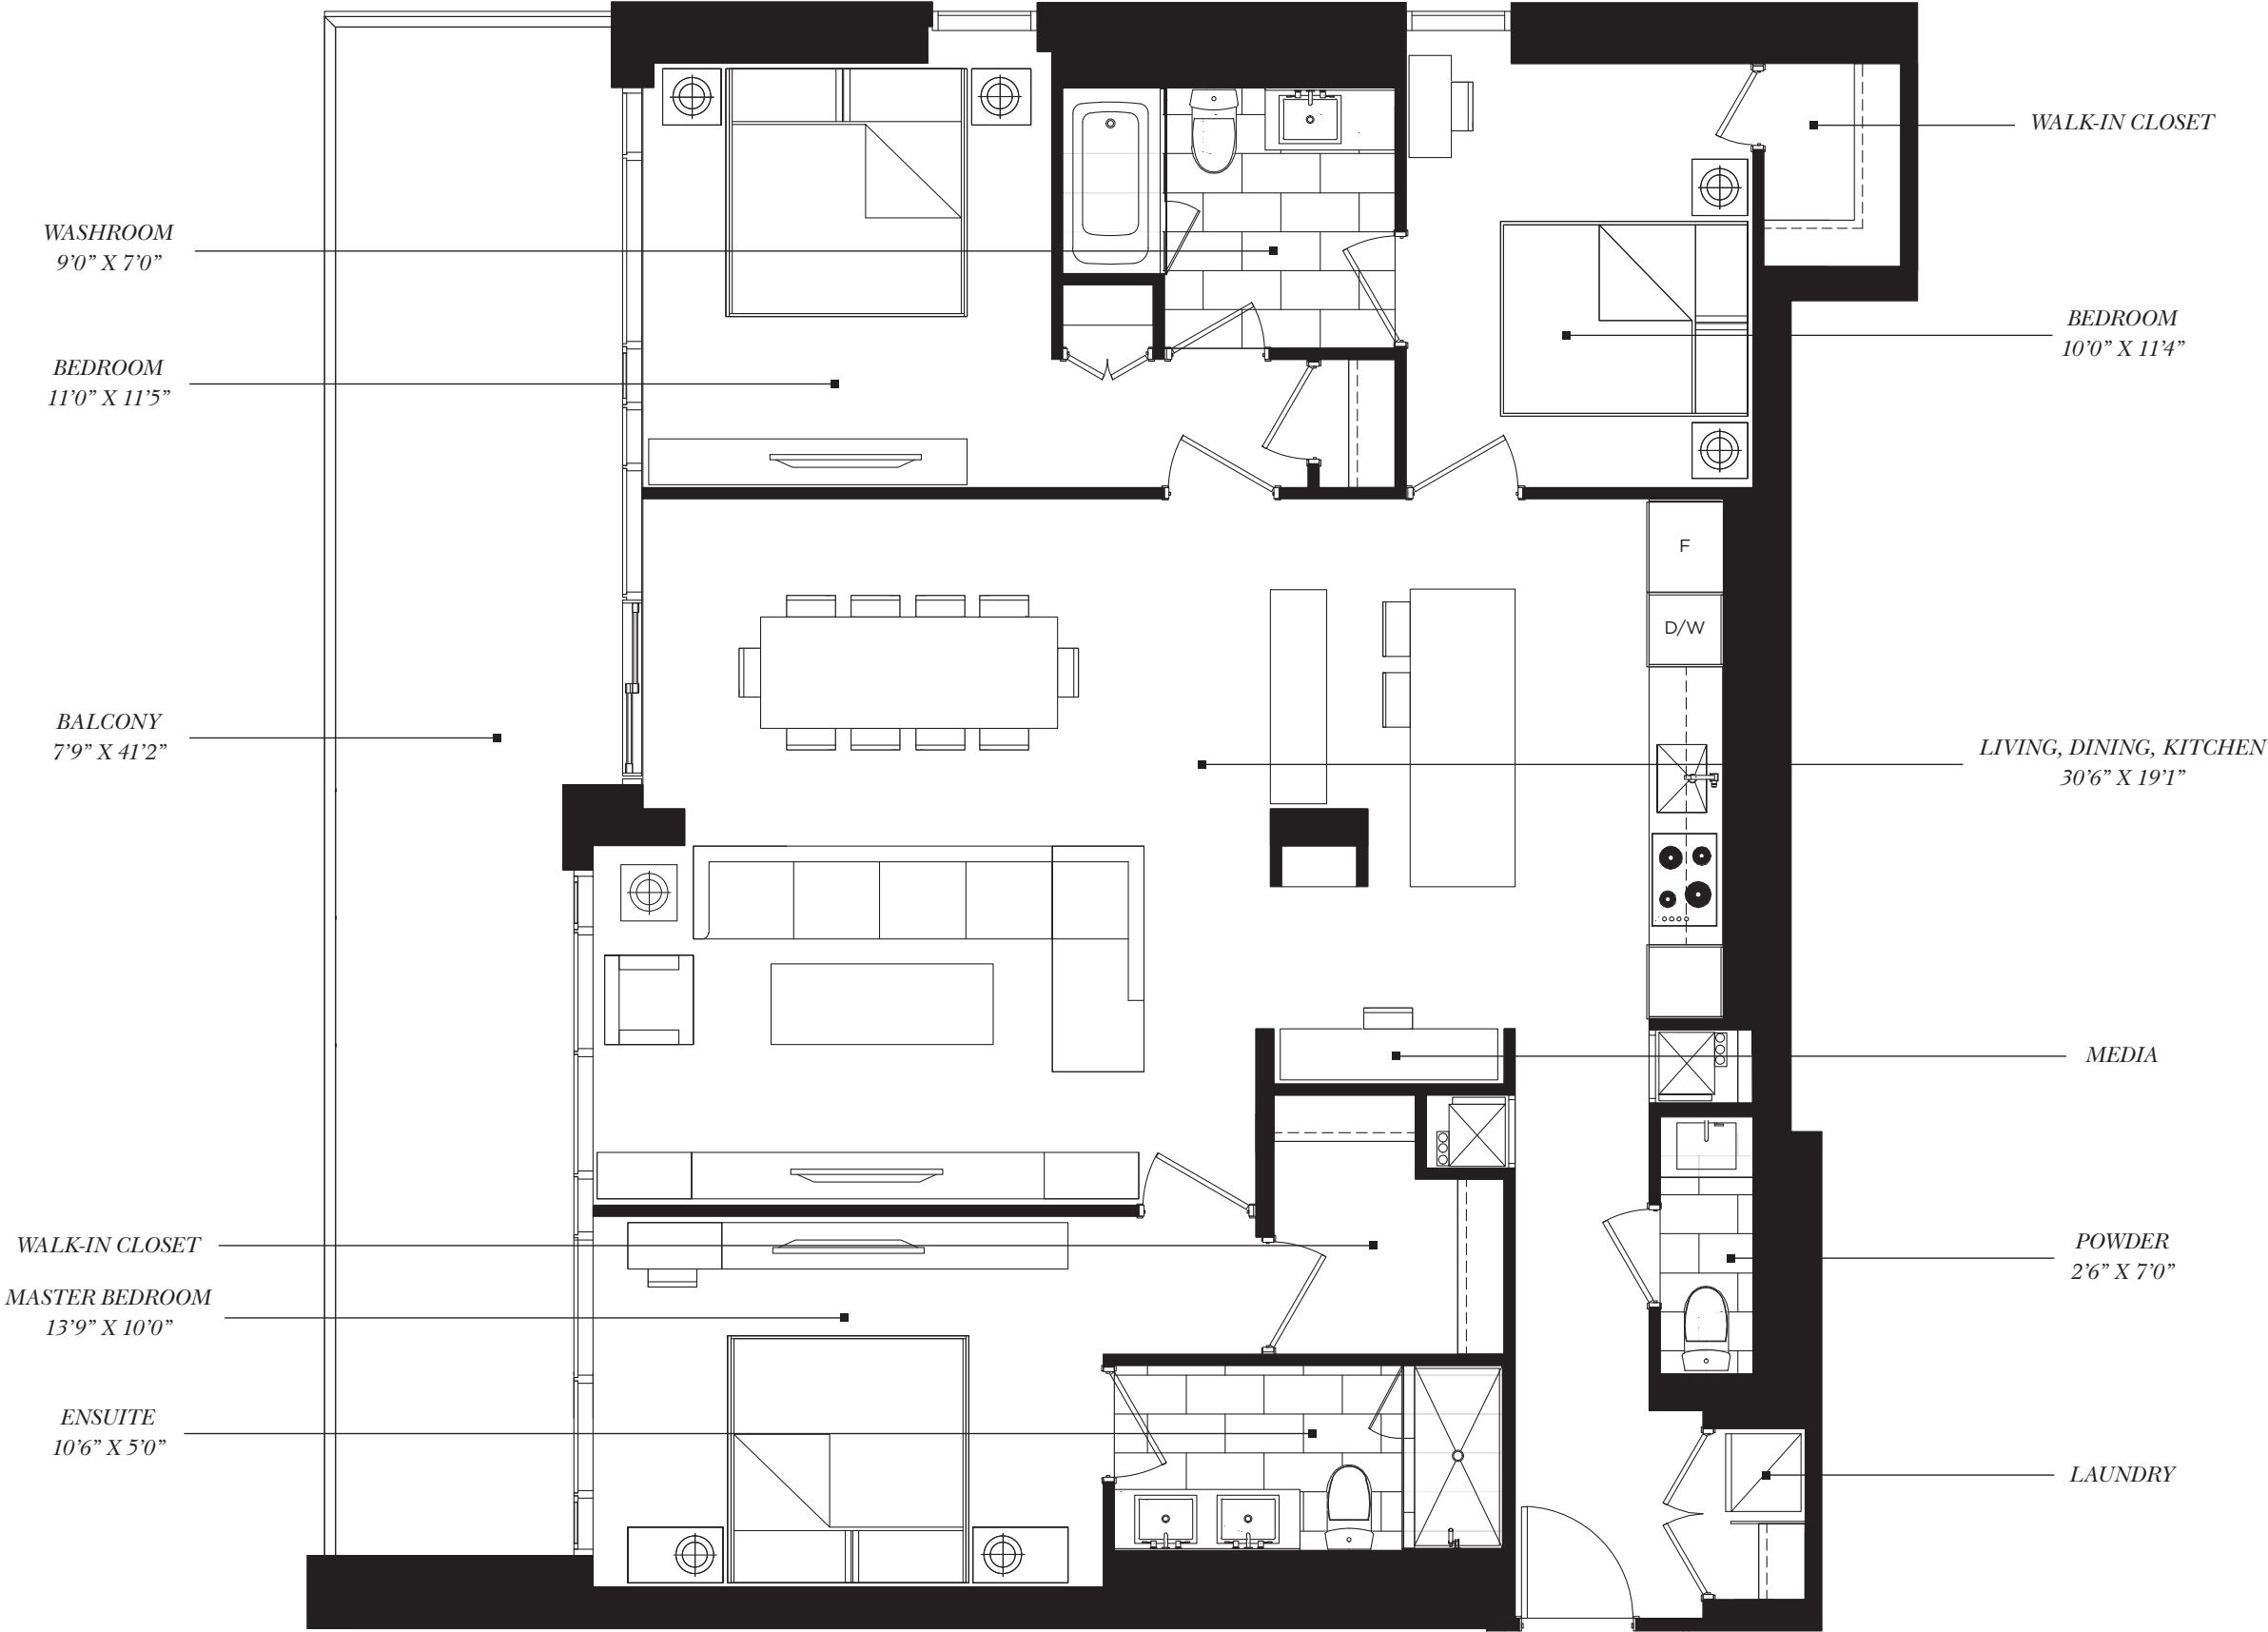 WALK-IN CLOSET
WASHROOM
9’0” X 7’0”
BEDROOM
10’0” X 11’4”
BEDROOM
11’0” X 11’5”
F
D/W
BALCONY
7’9” X 41’2”
LIVING, DINING, KITCHEN
30’6” X 19’1”
MEDIA
WALK-IN CLOSET
POWDER
2’6” X 7’0”
MASTER BEDROOM
13’9” X 10’0”
ENSUITE
10’6” X 5’0”
LAUNDRY